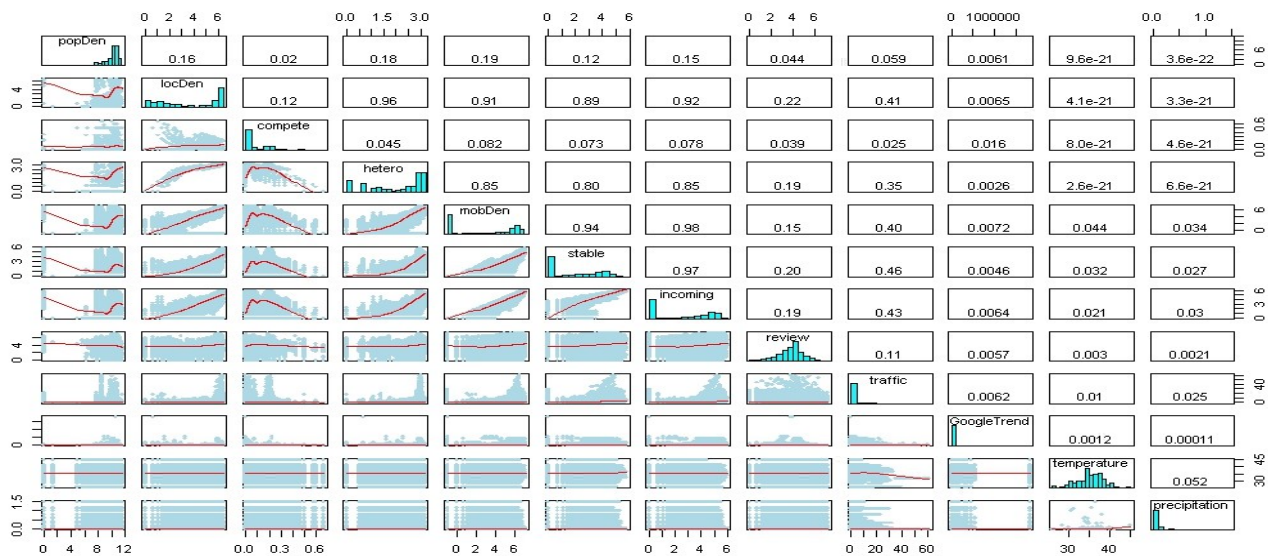 0 2 4 6 0.0 1.5 3.0 0 2 4 6 0 2 4 6 0 1000000 0.0 1.0
popDen 0.16 0.02 0.18 0.19 0.12 0.15 0.044 0.059 0.0061 9.6e-21 3.6e-22 0 6
0 4 locDen 0.12 0.96 0.91 0.89 0.92 0.22 0.41 0.0065 4.1e-21 3.3e-21
compete 0.045 0.082 0.073 0.078 0.039 0.025 0.016 8.0e-21 4.6e-21 0.0 0.6
0.0 3.0 hetero 0.85 0.80 0.85 0.19 0.35 0.0026 2.6e-21 6.6e-21
mobDen 0.94 0.98 0.15 0.40 0.0072 0.044 0.034 0 6
0 3 6 stable 0.97 0.20 0.46 0.0046 0.032 0.027
incoming 0.19 0.43 0.0064 0.021 0.03 0 3 6
0 4 review 0.11 0.0057 0.003 0.0021
traffic 0.0062 0.01 0.025 0 40
0 GoogleTrend 0.0012 0.00011
temperature 0.052 30 45
0.0 1.5 precipitation
0 4 8 12 0.0 0.3 0.6 0 2 4 6 0 2 4 6 0 20 40 60 30 40